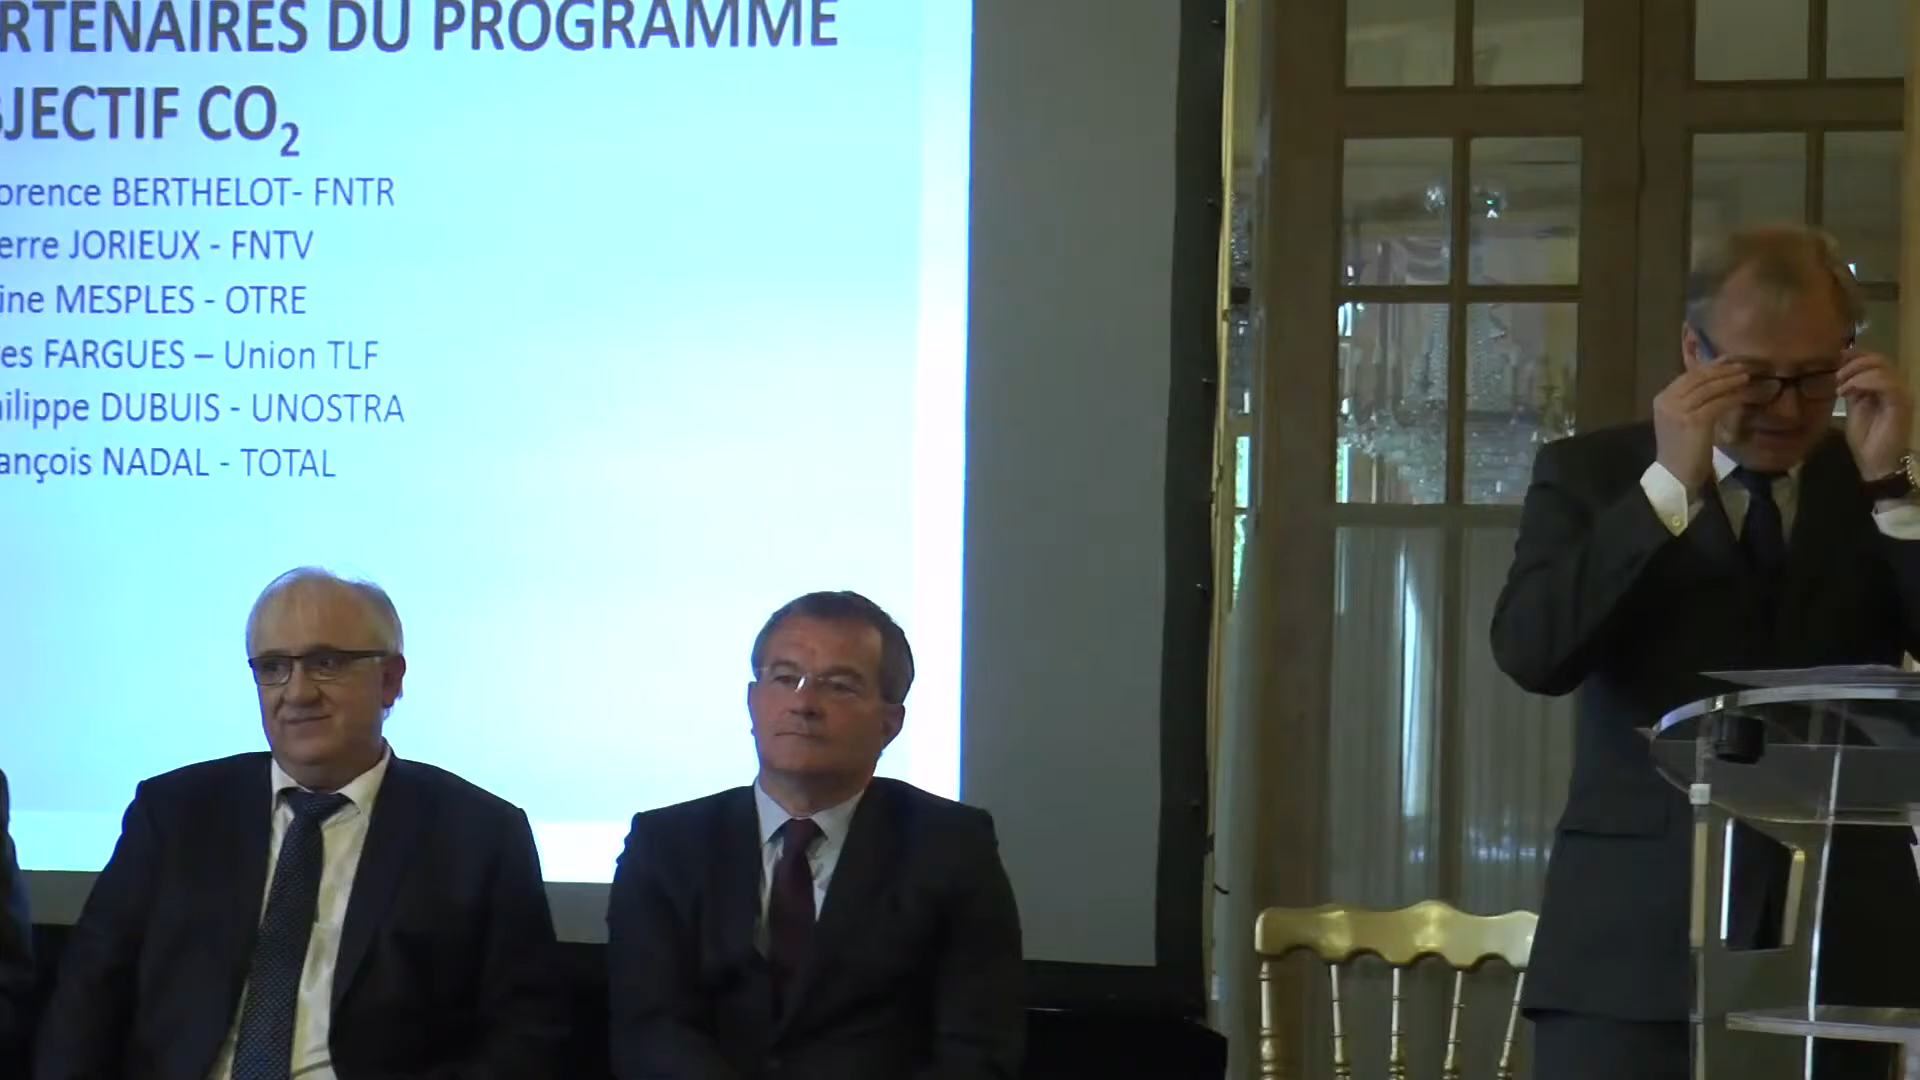 RTENAIRES DU PROGRAMME
BJECTIF CO₂
orence BERTHELOT- FNTR
erre JORIEUX - FNTV
ine MESPLES - OTRE
es FARGUES – Union TLF
ilippe DUBUIS - UNOSTRA
ançois NADAL - TOTAL